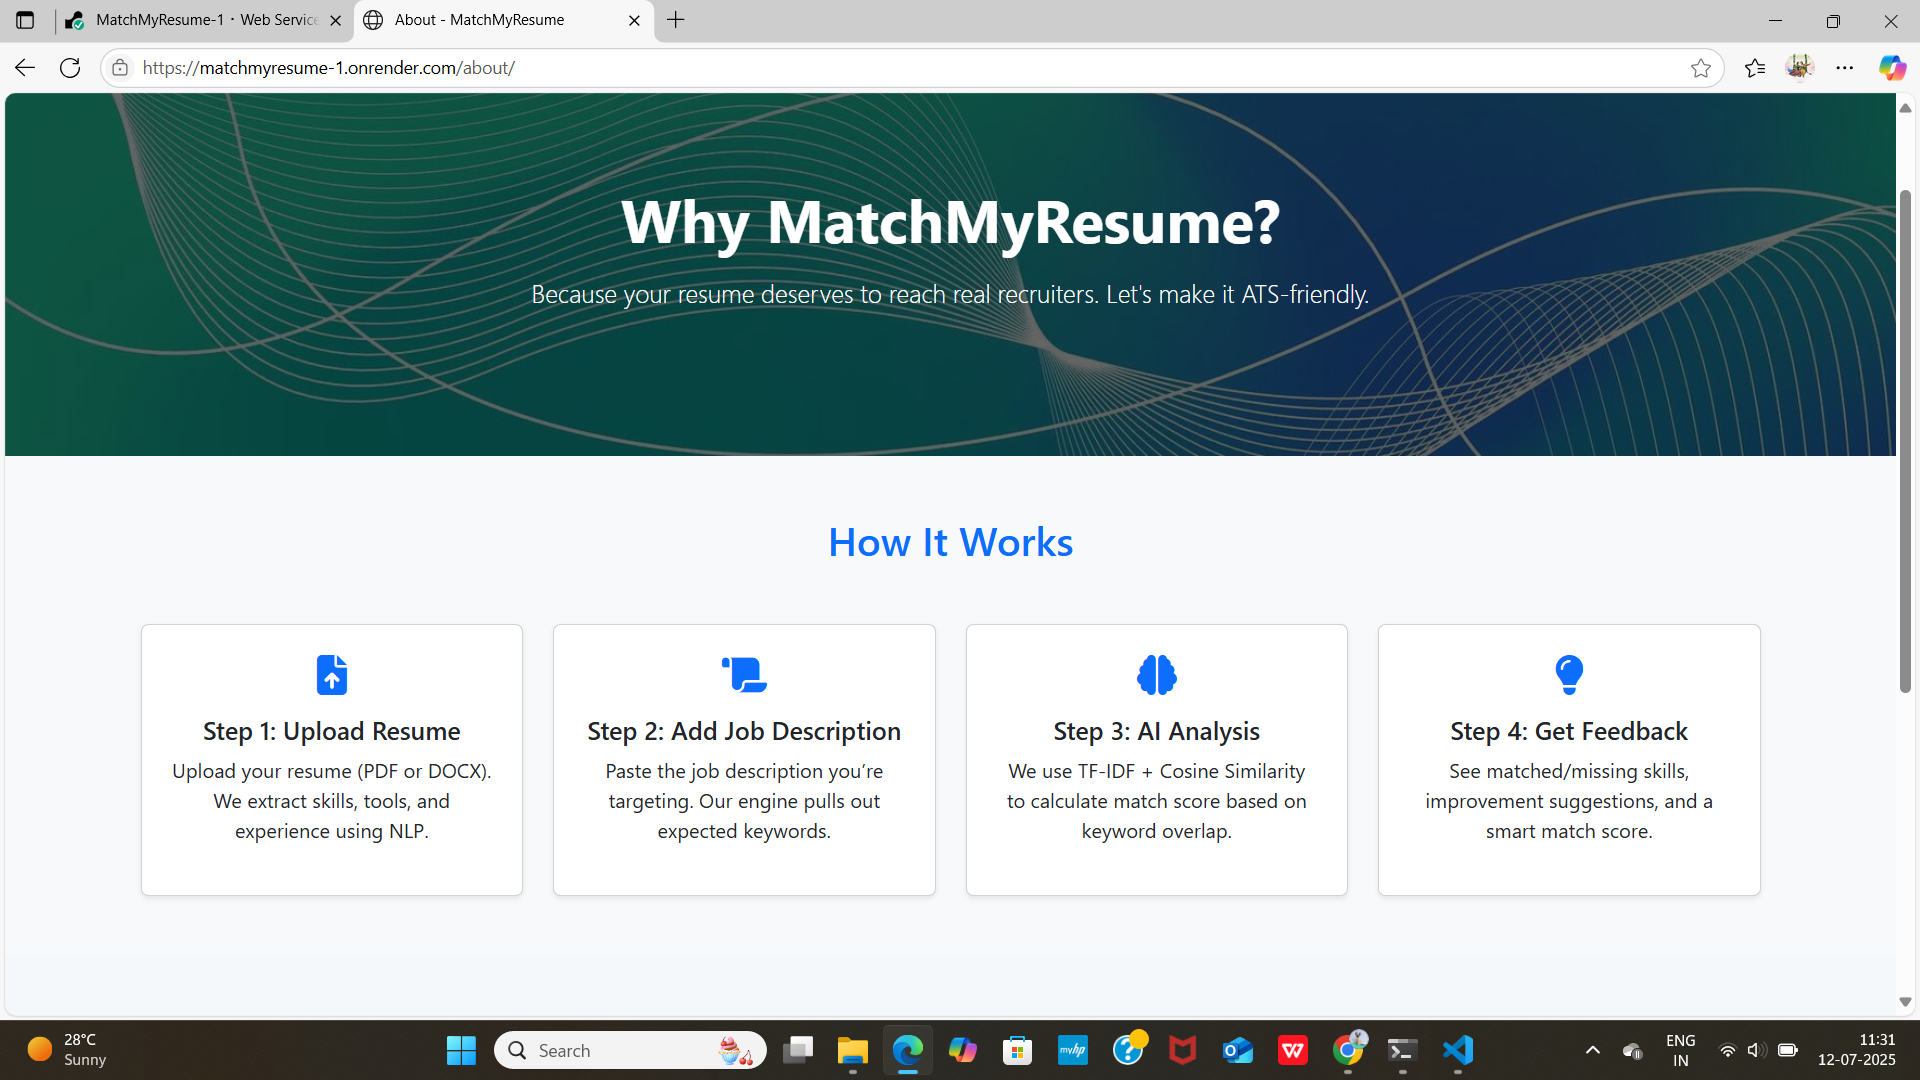 MatchMyResume-1 · Web Service
About - MatchMyResume
https://matchmyresume-1.onrender.com/about/
Why MatchMyResume?
Because your resume deserves to reach real recruiters. Let's make it ATS-friendly.
How It Works
Step 1: Upload Resume
Upload your resume (PDF or DOCX).
We extract skills, tools, and
experience using NLP.
Step 2: Add Job Description
Paste the job description you’re
targeting. Our engine pulls out
expected keywords.
Step 3: AI Analysis
We use TF-IDF + Cosine Similarity
to calculate match score based on
keyword overlap.
Step 4: Get Feedback
See matched/missing skills,
improvement suggestions, and a
smart match score.
28°C
Sunny
Search
myhp
W
ENG
IN
11:31
12-07-2025